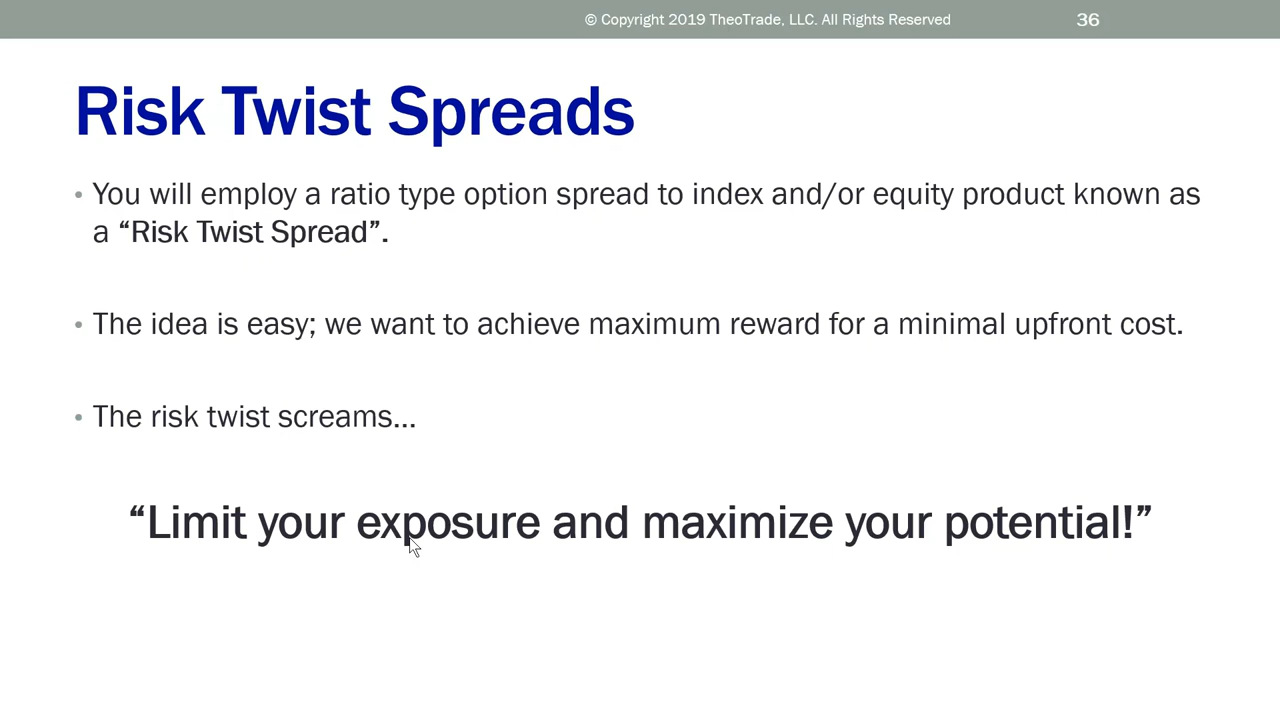 © Copyright 2019 TheoTrade, LLC. All Rights Reserved 36
Risk Twist Spreads
• You will employ a ratio type option spread to index and/or equity product known as
a “Risk Twist Spread”.
• The idea is easy; we want to achieve maximum reward for a minimal upfront cost.
• The risk twist screams...
“Limit your exposure and maximize your potential!”